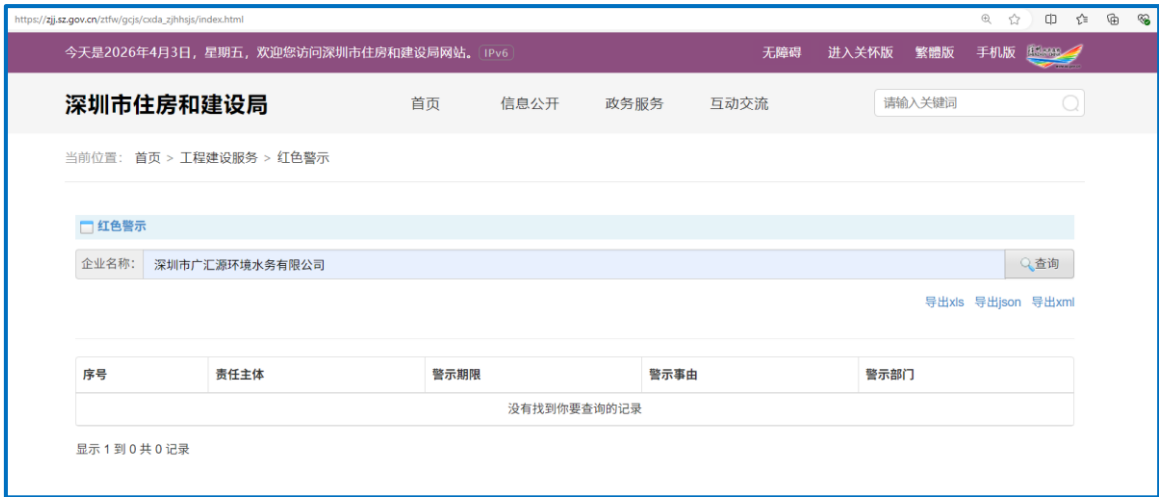 https://zjj.sz.gov.cn/ztfw/gcjs/cxda_zjhhsjs/index.html
今天是2026年4月3日，星期五，欢迎您访问深圳市住房和建设局网站。 IPv6 无障碍 进入关怀版 繁體版 手机版
深圳市住房和建设局 首页 信息公开 政务服务 互动交流 请输入关键词
当前位置： 首页 > 工程建设服务 > 红色警示
红色警示
企业名称： 深圳市广汇源环境水务有限公司 查询
导出xls 导出json 导出xml
序号 责任主体 警示期限 警示事由 警示部门
没有找到你要查询的记录
显示 1 到 0 共 0 记录